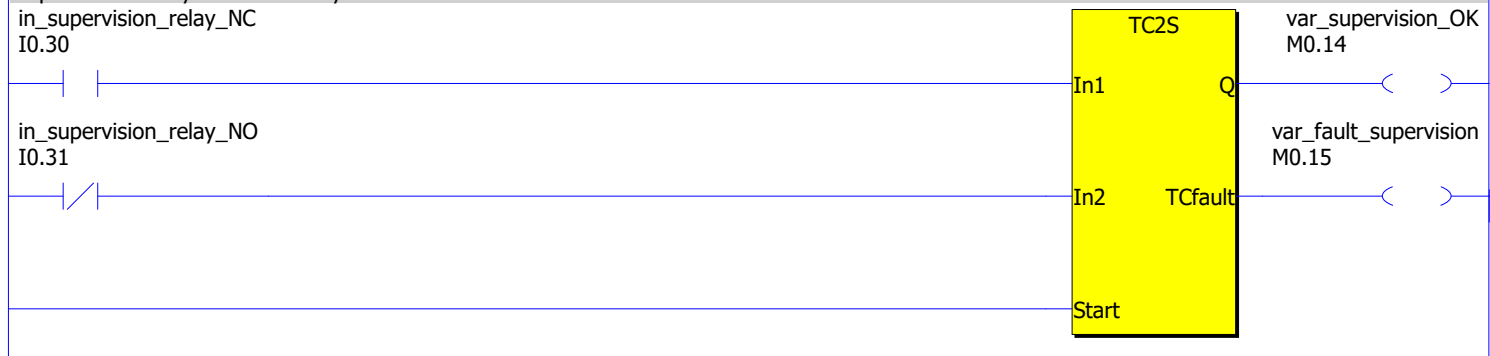 in_supervision_relay_NC
I0.30
TC2S
var_supervision_OK
M0.14
In1
Q
in_supervision_relay_NO
I0.31
var_fault_supervision
M0.15
In2
TCfault
Start